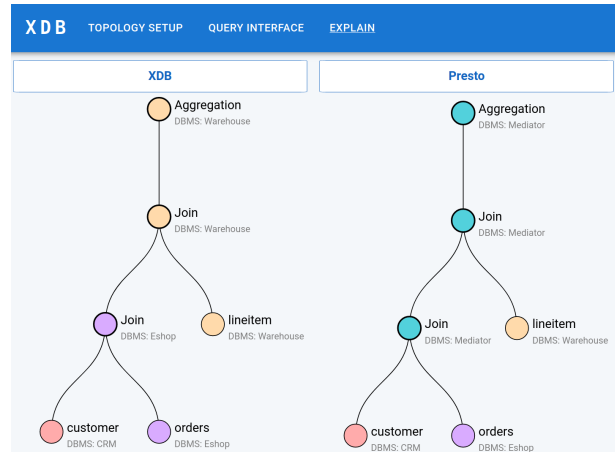 XDB TOPOLOGY SETUP QUERY INTERFACE EXPLAIN
XDB
Aggregation
DBMS: Warehouse
Join
DBMS: Warehouse
Join
DBMS: Eshop
lineitem
DBMS: Warehouse
customer
DBMS: CRM
orders
DBMS: Eshop
Presto
Aggregation
DBMS: Mediator
Join
DBMS: Mediator
Join
DBMS: Mediator
lineitem
DBMS: Warehouse
customer
DBMS: CRM
orders
DBMS: Eshop